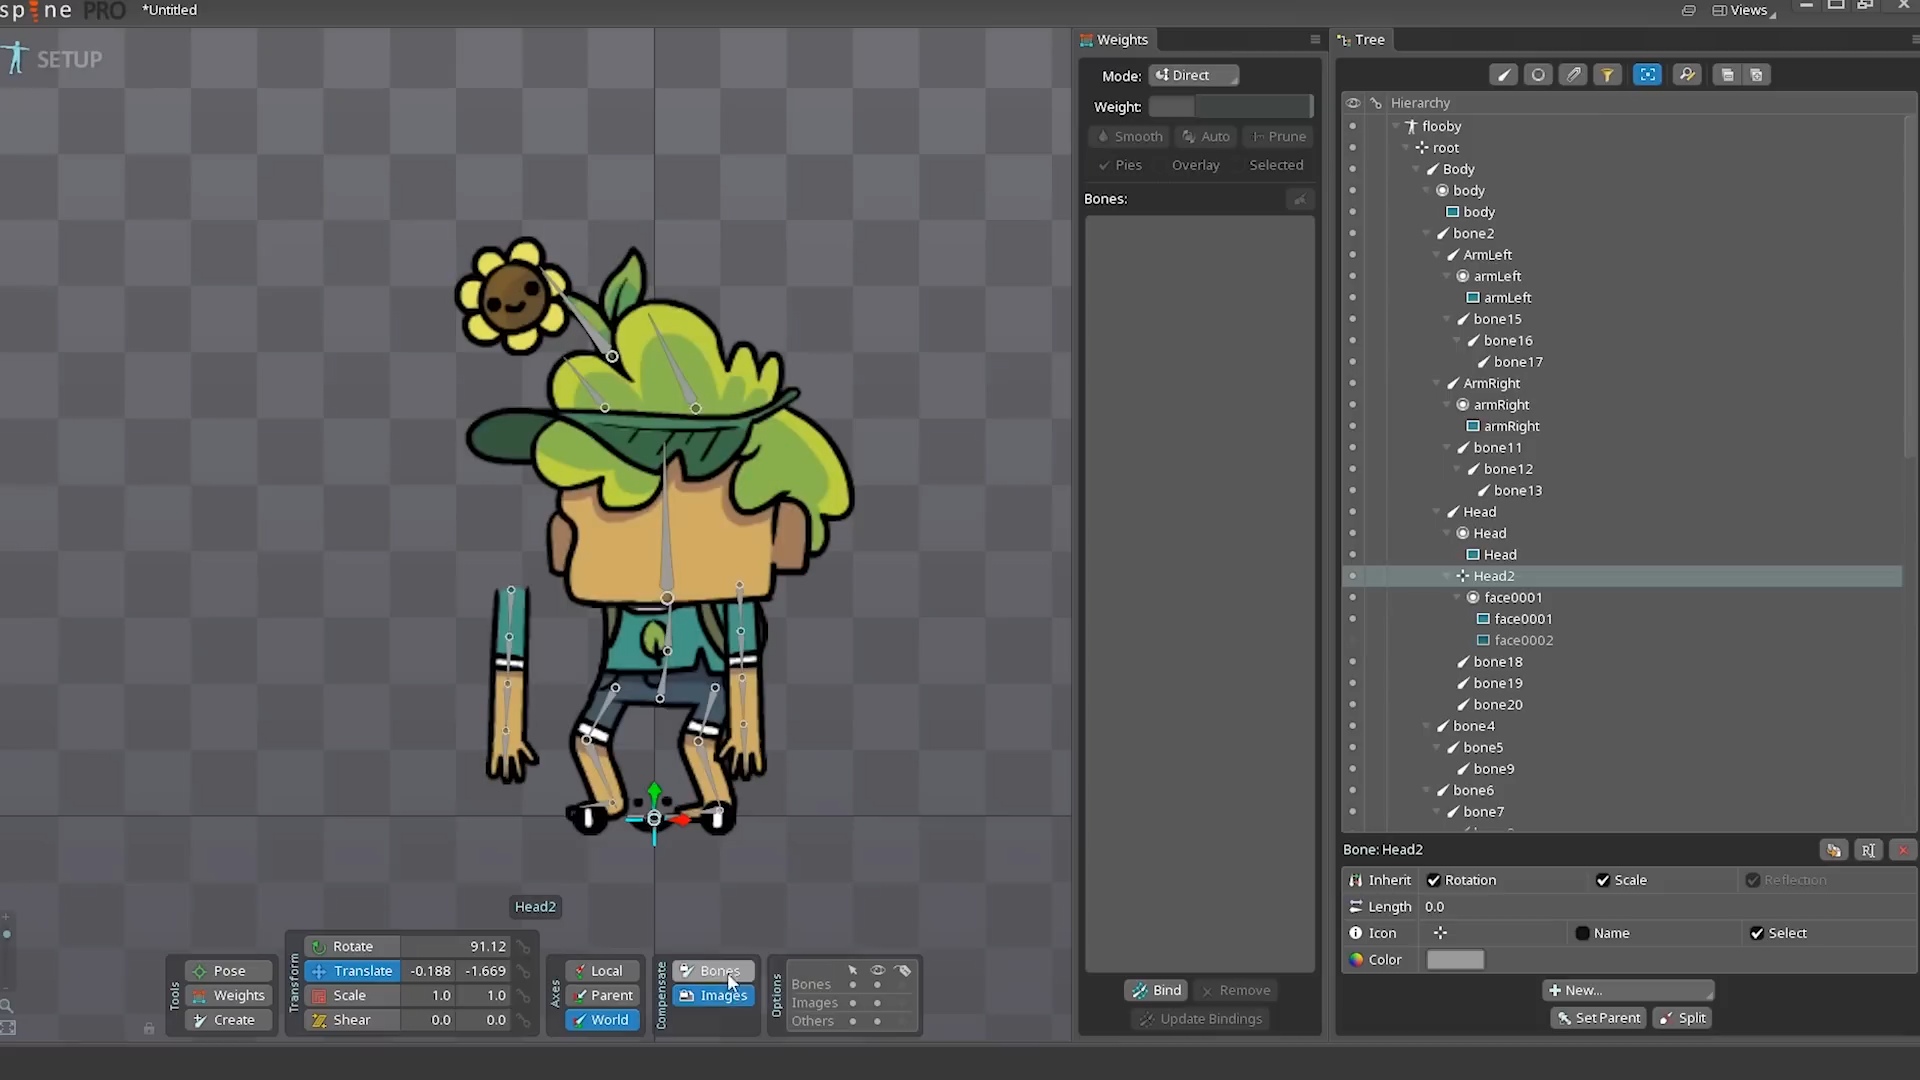 spine PRO *Untitled
Views
SETUP
Weights
Mode: Direct
Weight:
Smooth Auto Prune
Pies Overlay Selected
Bones:
Bind Remove
Update Bindings
Tree
Hierarchy
flooby
root
Body
body
body
bone2
ArmLeft
armLeft
armLeft
bone15
bone16
bone17
ArmRight
armRight
armRight
bone11
bone12
bone13
Head
Head
Head
Head2
face0001
face0001
face0002
bone18
bone19
bone20
bone4
bone5
bone9
bone6
bone7
Bone: Head2
Inherit Rotation Scale Reflection
Length 0.0
Icon Name Select
Color
New...
Set Parent Split
Head2
Tools
Pose
Weights
Create
Transform
Rotate 91.12
Translate -0.188 -1.669
Scale 1.0 1.0
Shear 0.0 0.0
Axes
Local
Parent
World
Compensate
Bones
Images
Options
Bones
Images
Others